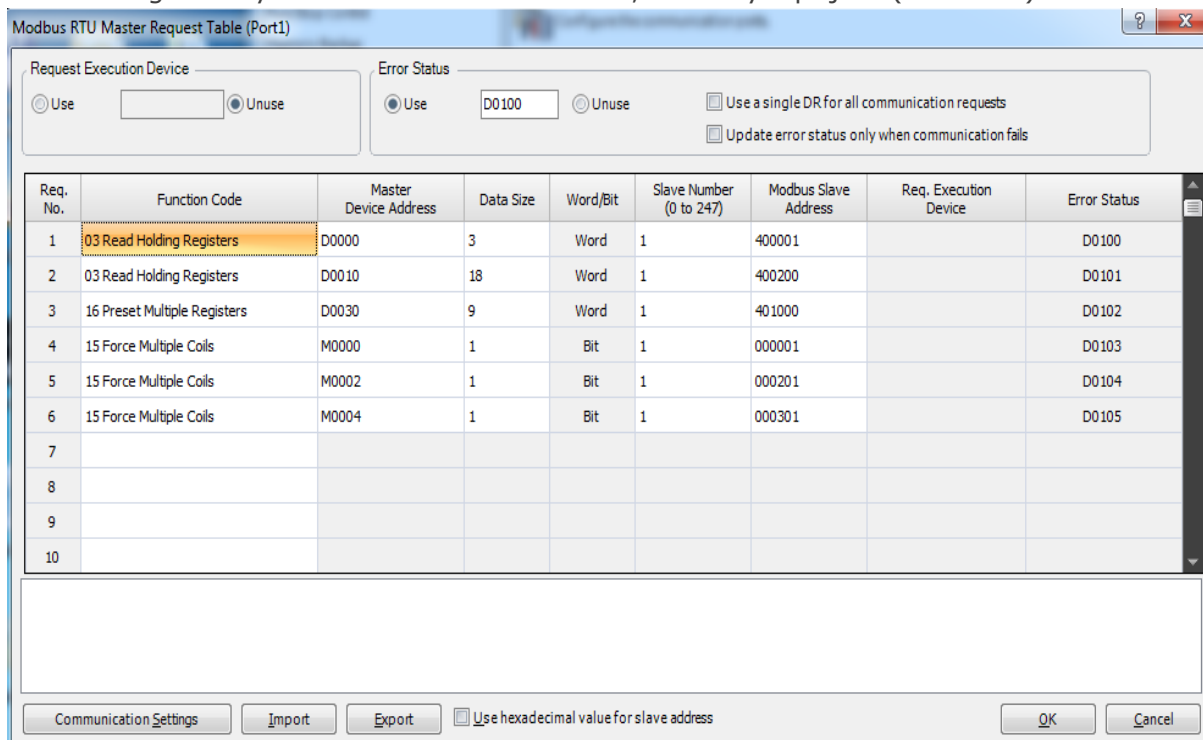 Modbus RTU Master Request Table (Port1)
Request Execution Device
Error Status
Use Unuse
Use D0100 Unuse
Use a single DR for all communication requests
Update error status only when communication fails
Req. No. Function Code Master Device Address Data Size Word/Bit Slave Number (0 to 247) Modbus Slave Address Req. Execution Device Error Status
1 03 Read Holding Registers D0000 3 Word 1 400001 D0100
2 03 Read Holding Registers D0010 18 Word 1 400200 D0101
3 16 Preset Multiple Registers D0030 9 Word 1 401000 D0102
4 15 Force Multiple Coils M0000 1 Bit 1 000001 D0103
5 15 Force Multiple Coils M0002 1 Bit 1 000201 D0104
6 15 Force Multiple Coils M0004 1 Bit 1 000301 D0105
7
8
9
10
Communication Settings Import Export Use hexadecimal value for slave address OK Cancel